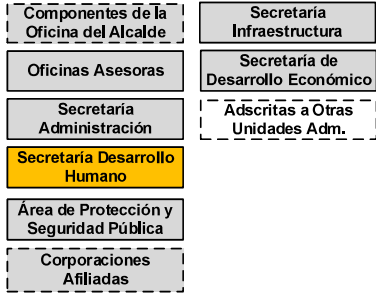 Componentes de la
Oficina del Alcalde
Oficinas Asesoras
Secretaría
Administración
Secretaría Desarrollo
Humano
Área de Protección y
Seguridad Pública
Corporaciones
Afiliadas
Secretaría
Infraestructura
Secretaría de
Desarrollo Económico
Adscritas a Otras
Unidades Adm.